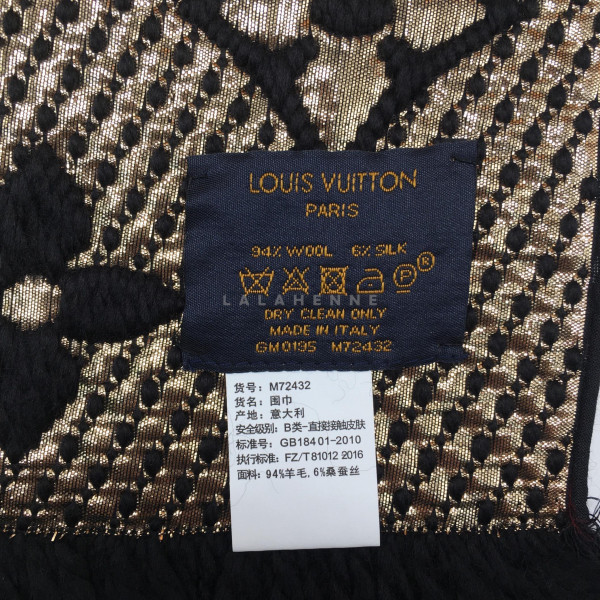 LOUIS VUITTON
PARIS
94% WOOL 6% SILK
P®
LALAHENNE
DRY CLEAN ONLY
MADE IN ITALY
GM0195 M72432
货号: M72432
货名: 围巾
产地: 意大利
安全级别: B类-直接接触皮肤
标准号: GB18401-2010
执行标准: FZ/T81012 2016
面料: 94%羊毛,6%桑蚕丝